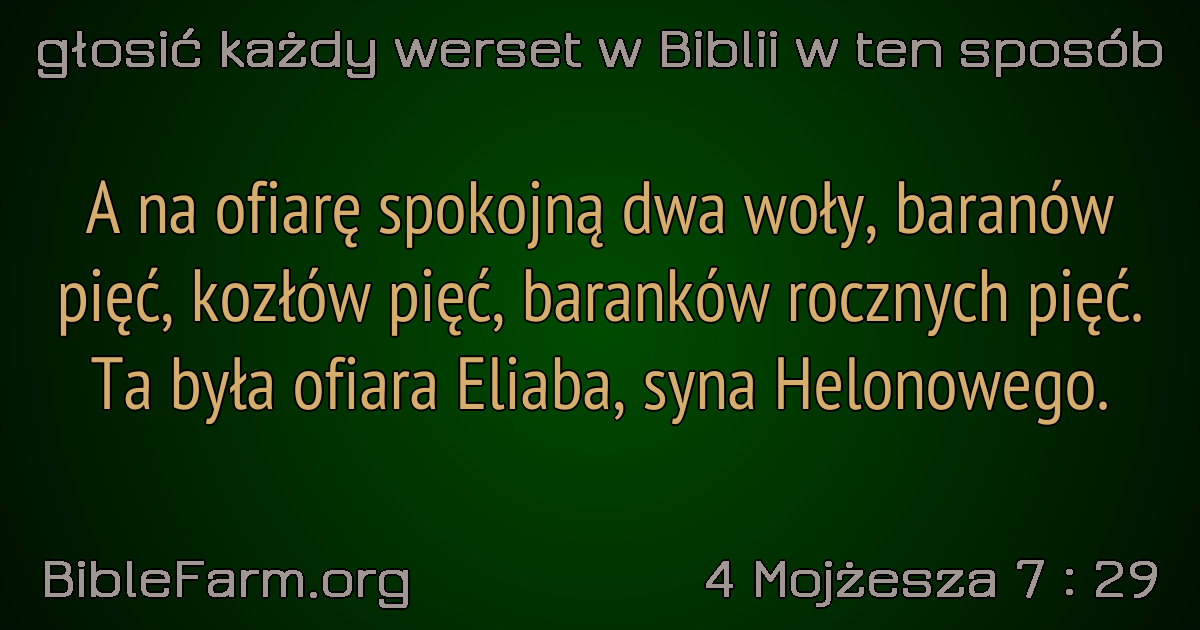 głosić każdy werset w Biblii w ten sposób
A na ofiarę spokojną dwa woły, baranów
pięć, kozłów pięć, baranków rocznych pięć.
Ta była ofiara Eliaba, syna Helonowego.
BibleFarm.org
4 Mojżesza 7 : 29